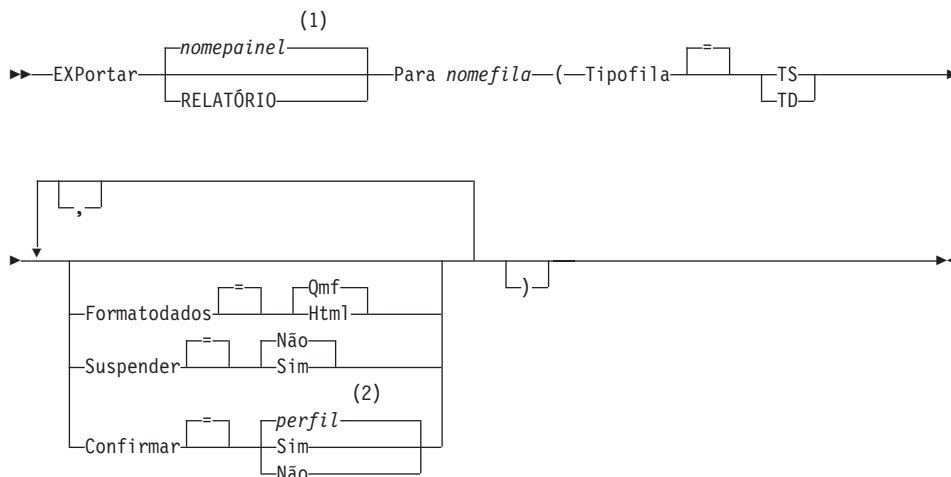 (1)
nomepainel =
EXPortar Para nomefila ( Tipofila TS
RELATÓRIO TD
,
= Qmf )
Formatodados Html
= Não
Suspender Sim
(2)
= perfil
Confirmar Sim
Não